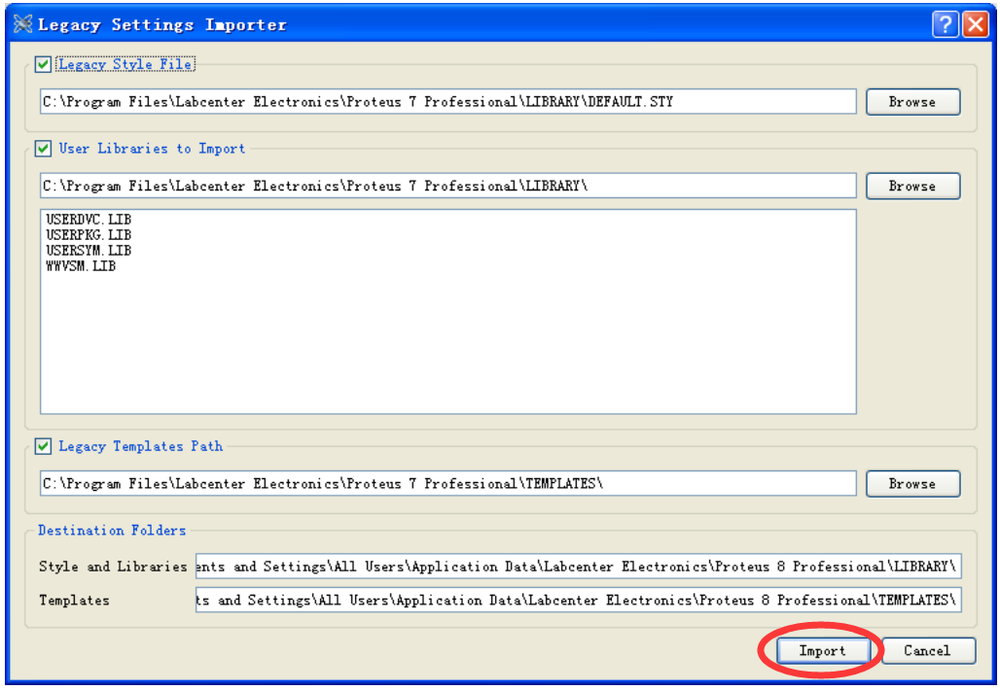 Legacy Settings Importer
Legacy Style File
C:\Program Files\Labcenter Electronics\Proteus 7 Professional\LIBRARY\DEFAULT.STY
Browse
User Libraries to Import
C:\Program Files\Labcenter Electronics\Proteus 7 Professional\LIBRARY\
Browse
USERDVC.LIB
USERPKG.LIB
USERSYM.LIB
WWVSM.LIB
Legacy Templates Path
C:\Program Files\Labcenter Electronics\Proteus 7 Professional\TEMPLATES\
Browse
Destination Folders
Style and Libraries ents and Settings\All Users\Application Data\Labcenter Electronics\Proteus 8 Professional\LIBRARY\
Templates ts and Settings\All Users\Application Data\Labcenter Electronics\Proteus 8 Professional\TEMPLATES\
Import Cancel